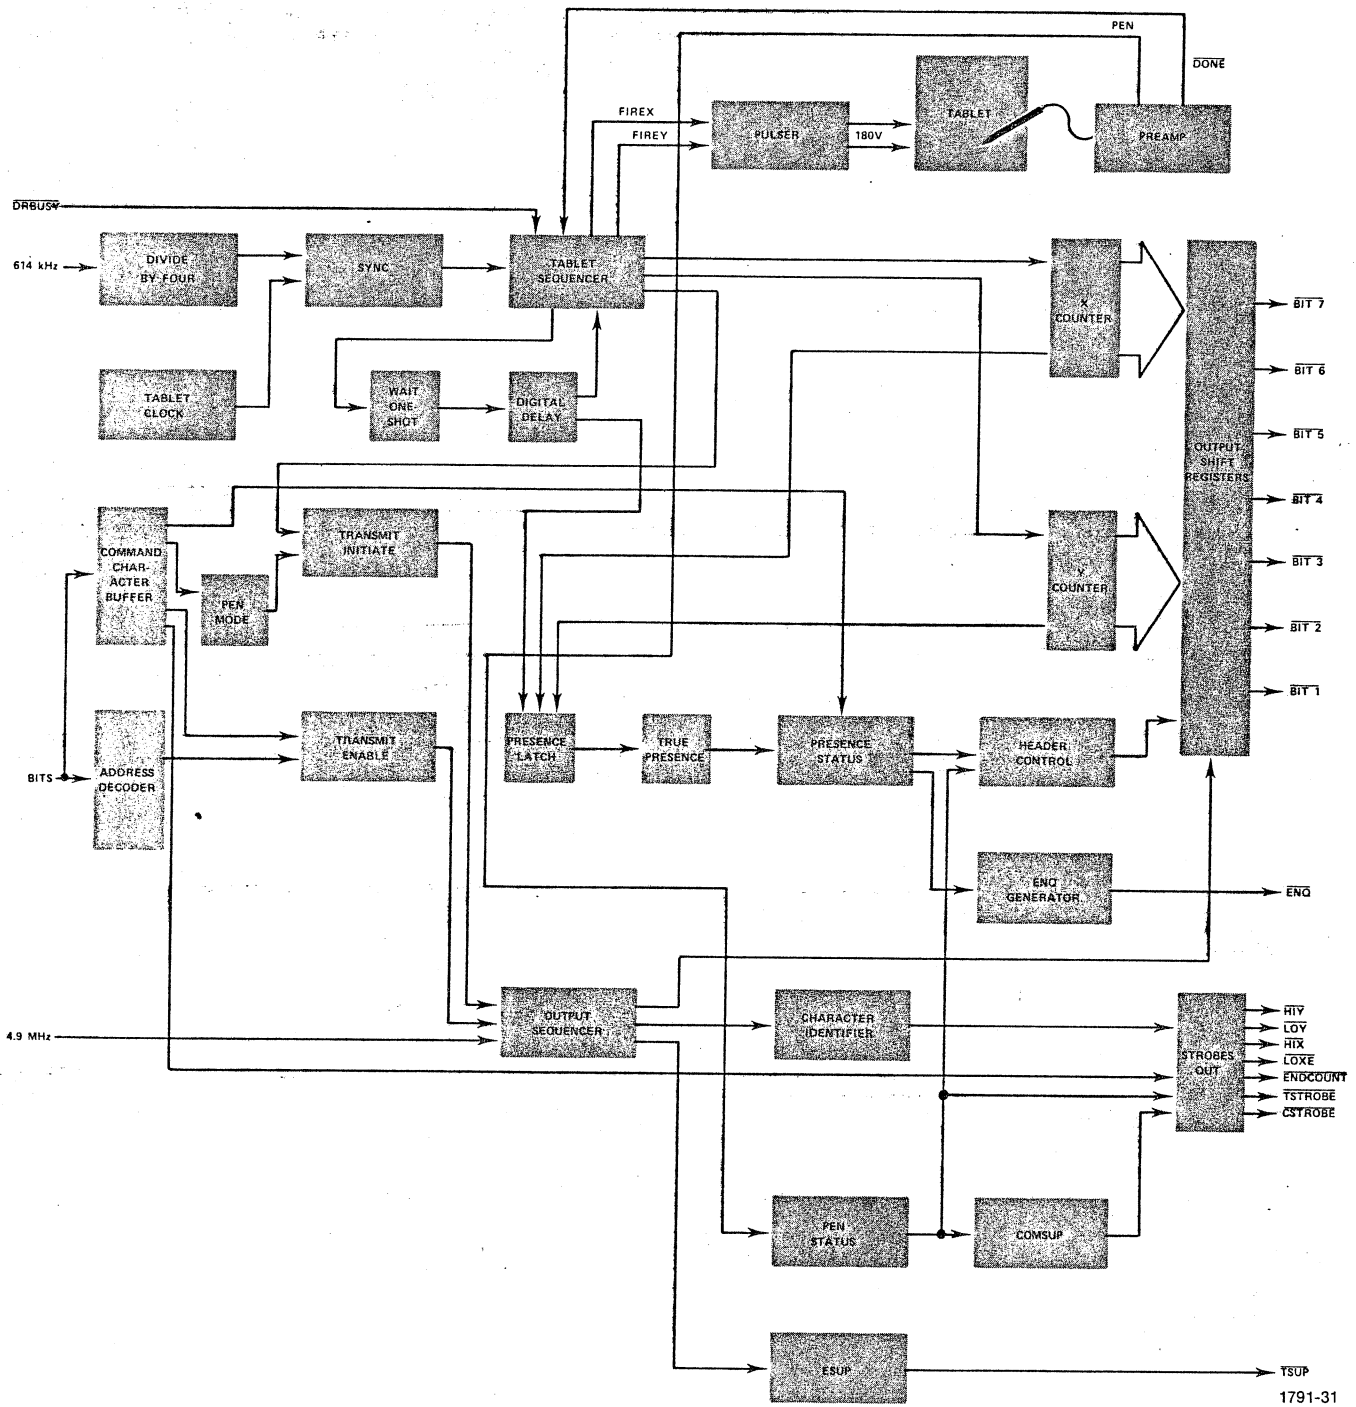 PEN
DONE
FIREX
FIREY
PULSER
180V
TABLET
PREAMP
DRBUSY
614 kHz
DIVIDE
BY-FOUR
SYNC
TABLET
SEQUENCER
X
COUNTER
TABLET
CLOCK
WAIT
ONE
SHOT
DIGITAL
DELAY
OUTPUT
SHIFT
REGISTERS
BIT 7
BIT 6
BIT 5
BIT 4
BIT 3
BIT 2
BIT 1
COMMAND
CHAR-
ACTER
BUFFER
PEN
MODE
TRANSMIT
INITIATE
Y
COUNTER
BITS
ADDRESS
DECODER
TRANSMIT
ENABLE
PRESENCE
LATCH
TRUE
PRESENCE
PRESENCE
STATUS
HEADER
CONTROL
ENQ
GENERATOR
ENQ
4.9 MHz
OUTPUT
SEQUENCER
CHARACTER
IDENTIFIER
STROBES
OUT
HIY
LOY
HIX
LOXE
ENDCOUNT
TSTROBE
CSTROBE
PEN
STATUS
COMSUP
ESUP
TSUP
1791-31